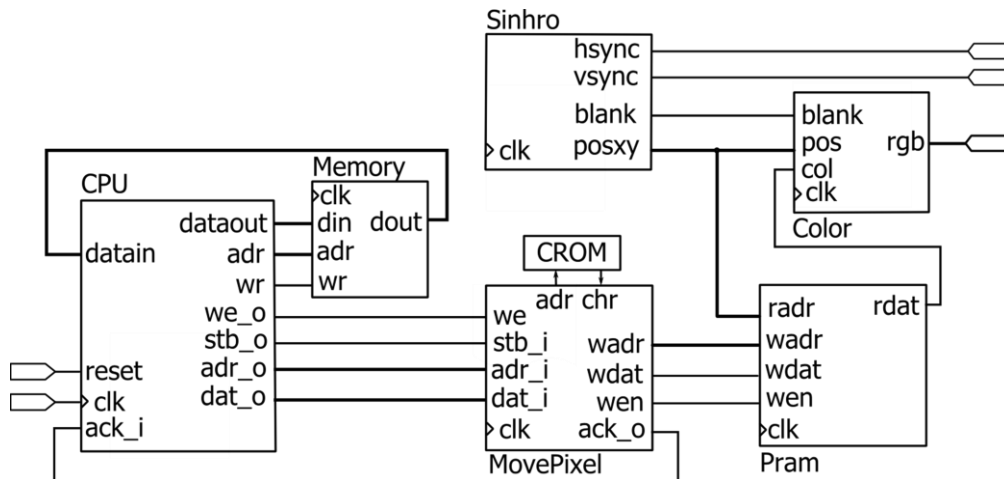 Sinhro
hsync
vsync
blank
posxy
clk
blank
pos
col
clk
rgb
Color
CPU
datain
dataout
adr
wr
we_o
stb_o
adr_o
dat_o
reset
clk
ack_i
Memory
clk
din
adr
wr
dout
CROM
adr chr
we
stb_i
adr_i
dat_i
clk
wadr
wdat
wen
ack_o
MovePixel
radr
wadr
wdat
wen
clk
rdat
Pram